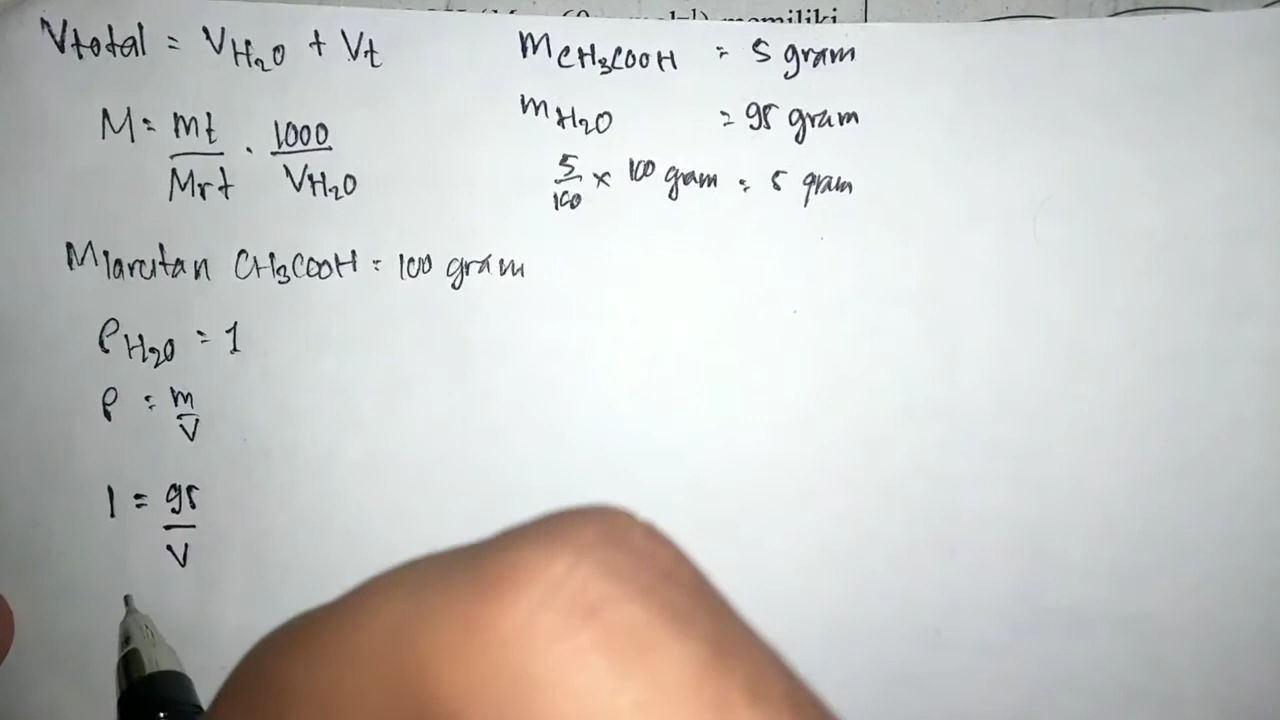 Vtotal = VH2O + Vt
M = mt/Mrt . 1000/VH2O
Mlarutan CH3COOH = 100 gram
ρH2O = 1
ρ = m/V
1 = 95/V
mCH3COOH = 5 gram
mH2O = 95 gram
5/100 x 100 gram = 5 gram